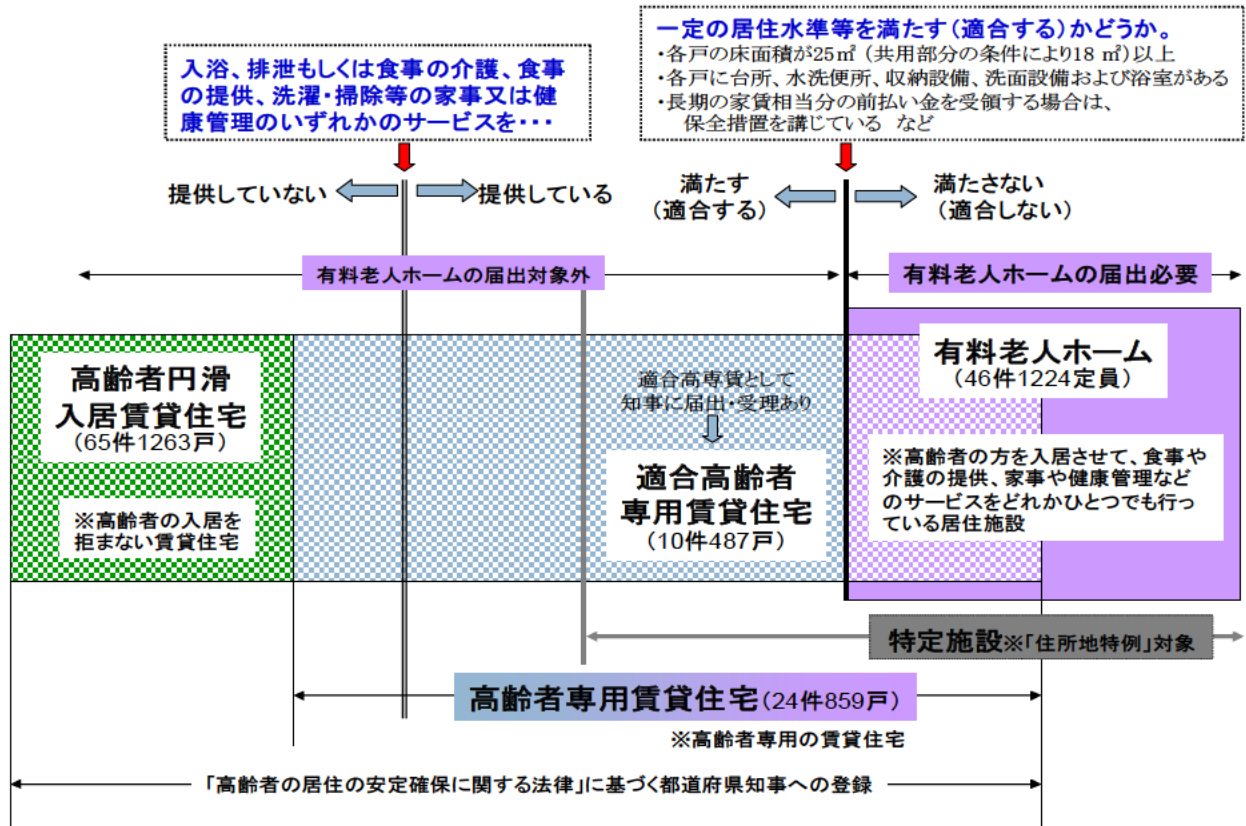 入浴、排泄もしくは食事の介護、食事
の提供、洗濯・掃除等の家事又は健
康管理のいずれかのサービスを・・・
一定の居住水準等を満たす(適合する)かどうか。
・各戸の床面積が25㎡（共用部分の条件により18 ㎡）以上
・各戸に台所、水洗便所、収納設備、洗面設備および浴室がある
・長期の家賃相当分の前払い金を受領する場合は、
保全措置を講じている など
提供していない
提供している
満たす
（適合する）
満たさない
（適合しない）
有料老人ホームの届出対象外
有料老人ホームの届出必要
高齢者円滑
入居賃貸住宅
（65件1263戸）
※高齢者の入居を
拒まない賃貸住宅
適合高専賃として
知事に届出・受理あり
適合高齢者
専用賃貸住宅
（10件487戸）
有料老人ホーム
（46件1224定員）
※高齢者の方を入居させて、食事や
介護の提供、家事や健康管理など
のサービスをどれかひとつでも行っ
ている居住施設
特定施設※「住所地特例」対象
高齢者専用賃貸住宅（24件859戸）
※高齢者専用の賃貸住宅
「高齢者の居住の安定確保に関する法律」に基づく都道府県知事への登録